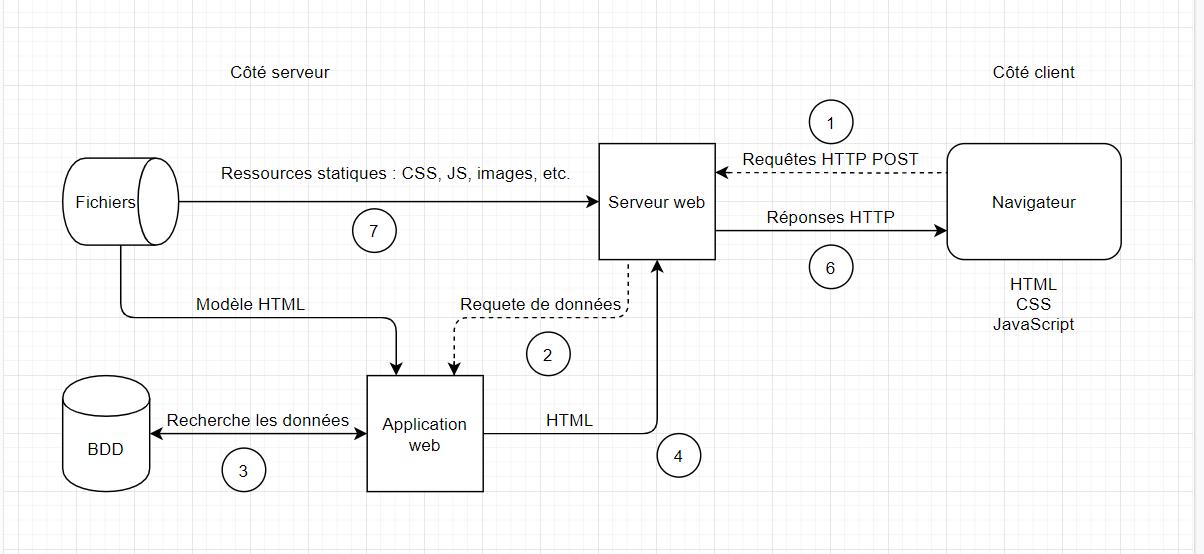 Côté serveur
Côté client
1
Requêtes HTTP POST
Ressources statiques : CSS, JS, images, etc.
Fichiers
Serveur web
Navigateur
Réponses HTTP
7
6
HTML
CSS
JavaScript
Modèle HTML
Requete de données
2
Recherche les données
Application
web
HTML
BDD
3
4